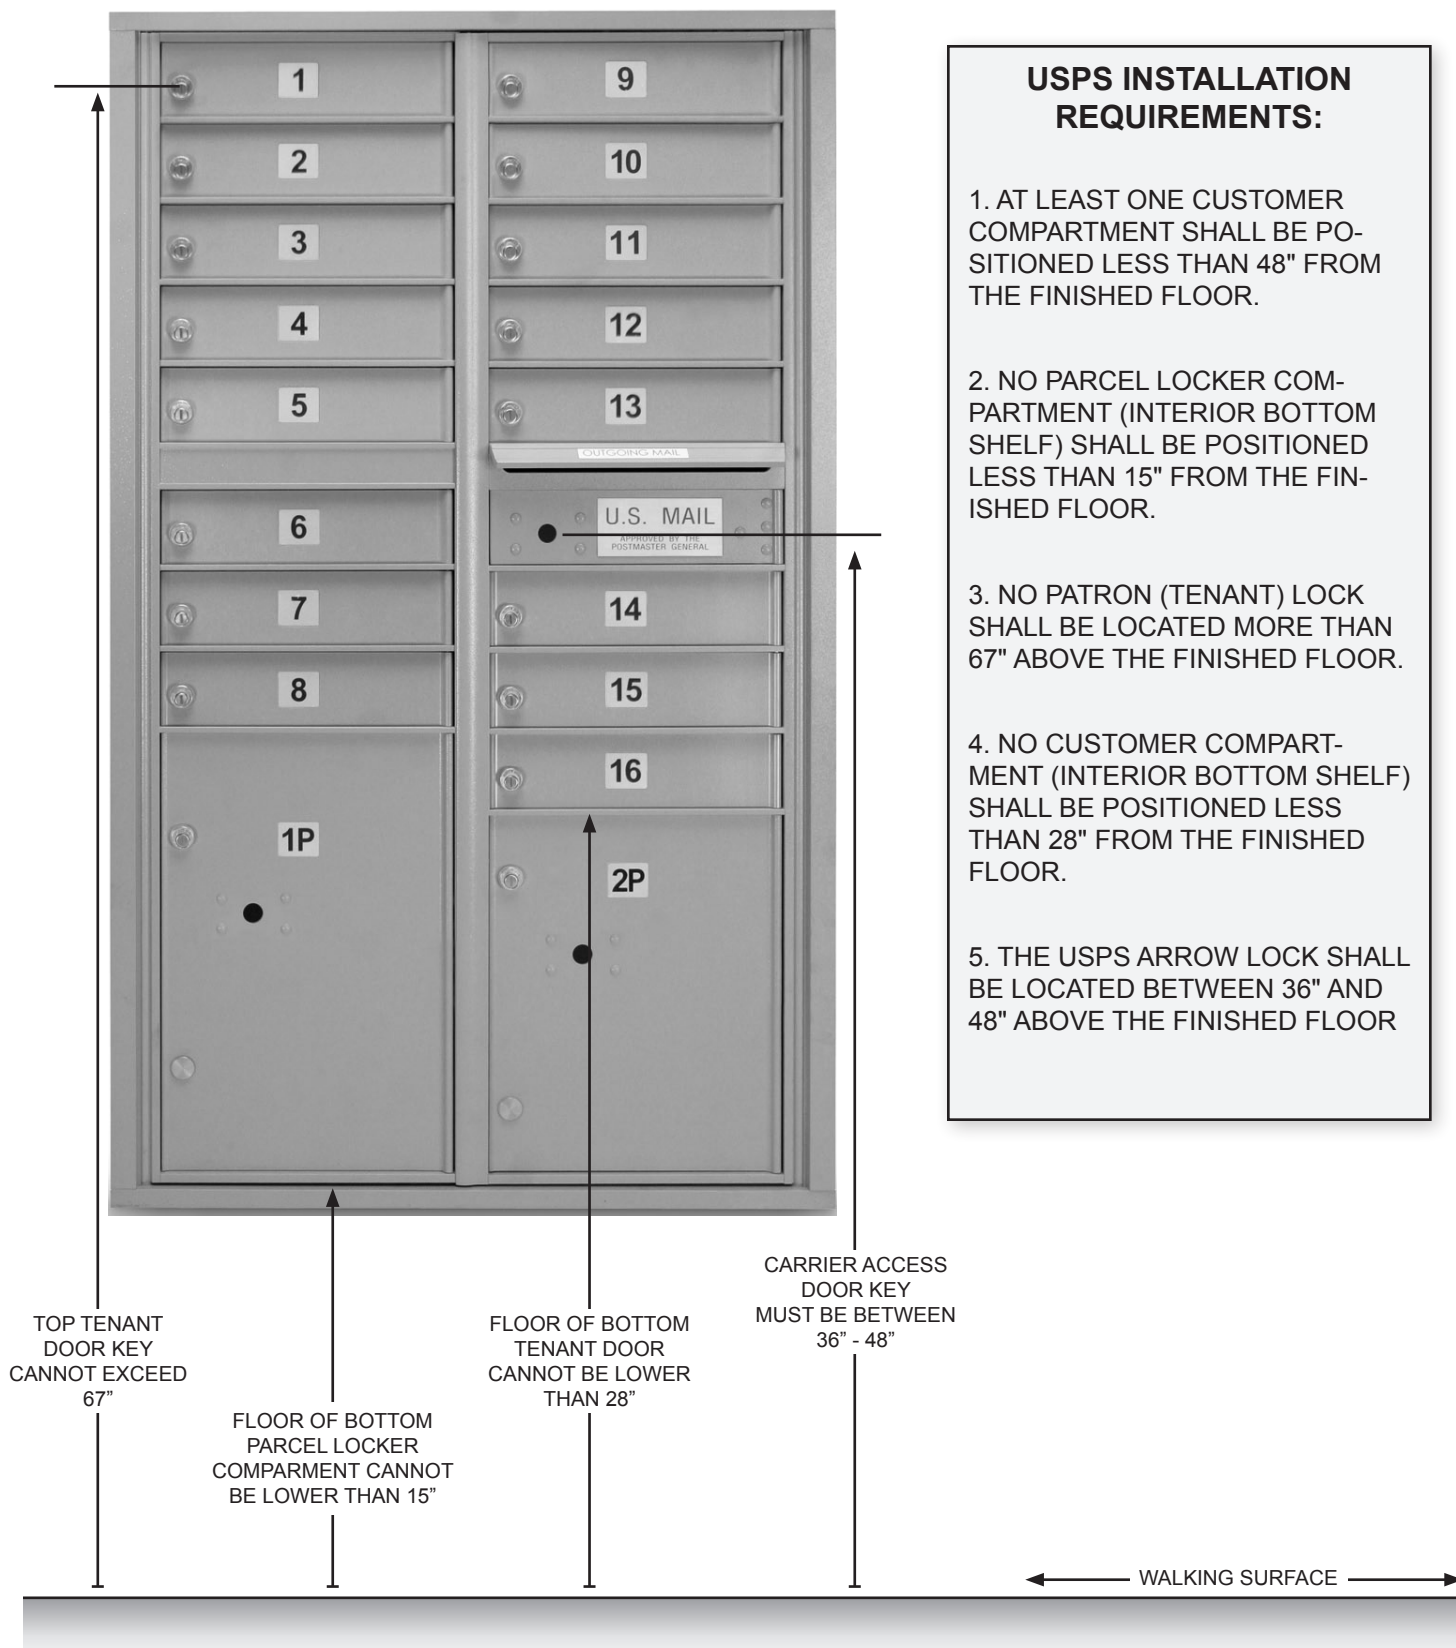 1
2
3
4
5
6
7
8
1P
9
10
11
12
13
OUTGOING MAIL
U.S. MAIL
APPROVED BY THE
POSTMASTER GENERAL
14
15
16
2P
USPS INSTALLATION
REQUIREMENTS:
1. AT LEAST ONE CUSTOMER
COMPARTMENT SHALL BE PO-
SITIONED LESS THAN 48" FROM
THE FINISHED FLOOR.
2. NO PARCEL LOCKER COM-
PARTMENT (INTERIOR BOTTOM
SHELF) SHALL BE POSITIONED
LESS THAN 15" FROM THE FIN-
ISHED FLOOR.
3. NO PATRON (TENANT) LOCK
SHALL BE LOCATED MORE THAN
67" ABOVE THE FINISHED FLOOR.
4. NO CUSTOMER COMPART-
MENT (INTERIOR BOTTOM SHELF)
SHALL BE POSITIONED LESS
THAN 28" FROM THE FINISHED
FLOOR.
5. THE USPS ARROW LOCK SHALL
BE LOCATED BETWEEN 36" AND
48" ABOVE THE FINISHED FLOOR
TOP TENANT
DOOR KEY
CANNOT EXCEED
67”
FLOOR OF BOTTOM
PARCEL LOCKER
COMPARMENT CANNOT
BE LOWER THAN 15”
FLOOR OF BOTTOM
TENANT DOOR
CANNOT BE LOWER
THAN 28”
CARRIER ACCESS
DOOR KEY
MUST BE BETWEEN
36” - 48”
WALKING SURFACE